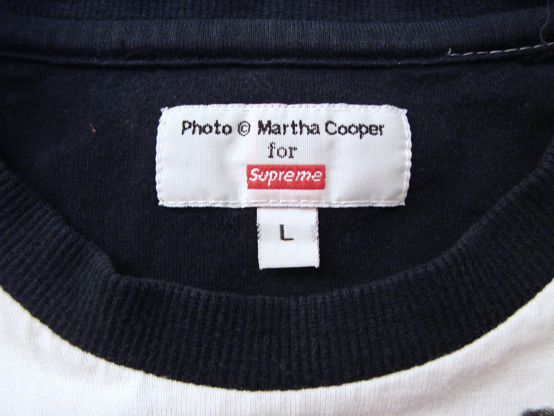 Photo © Martha Cooper
for
Supreme
L